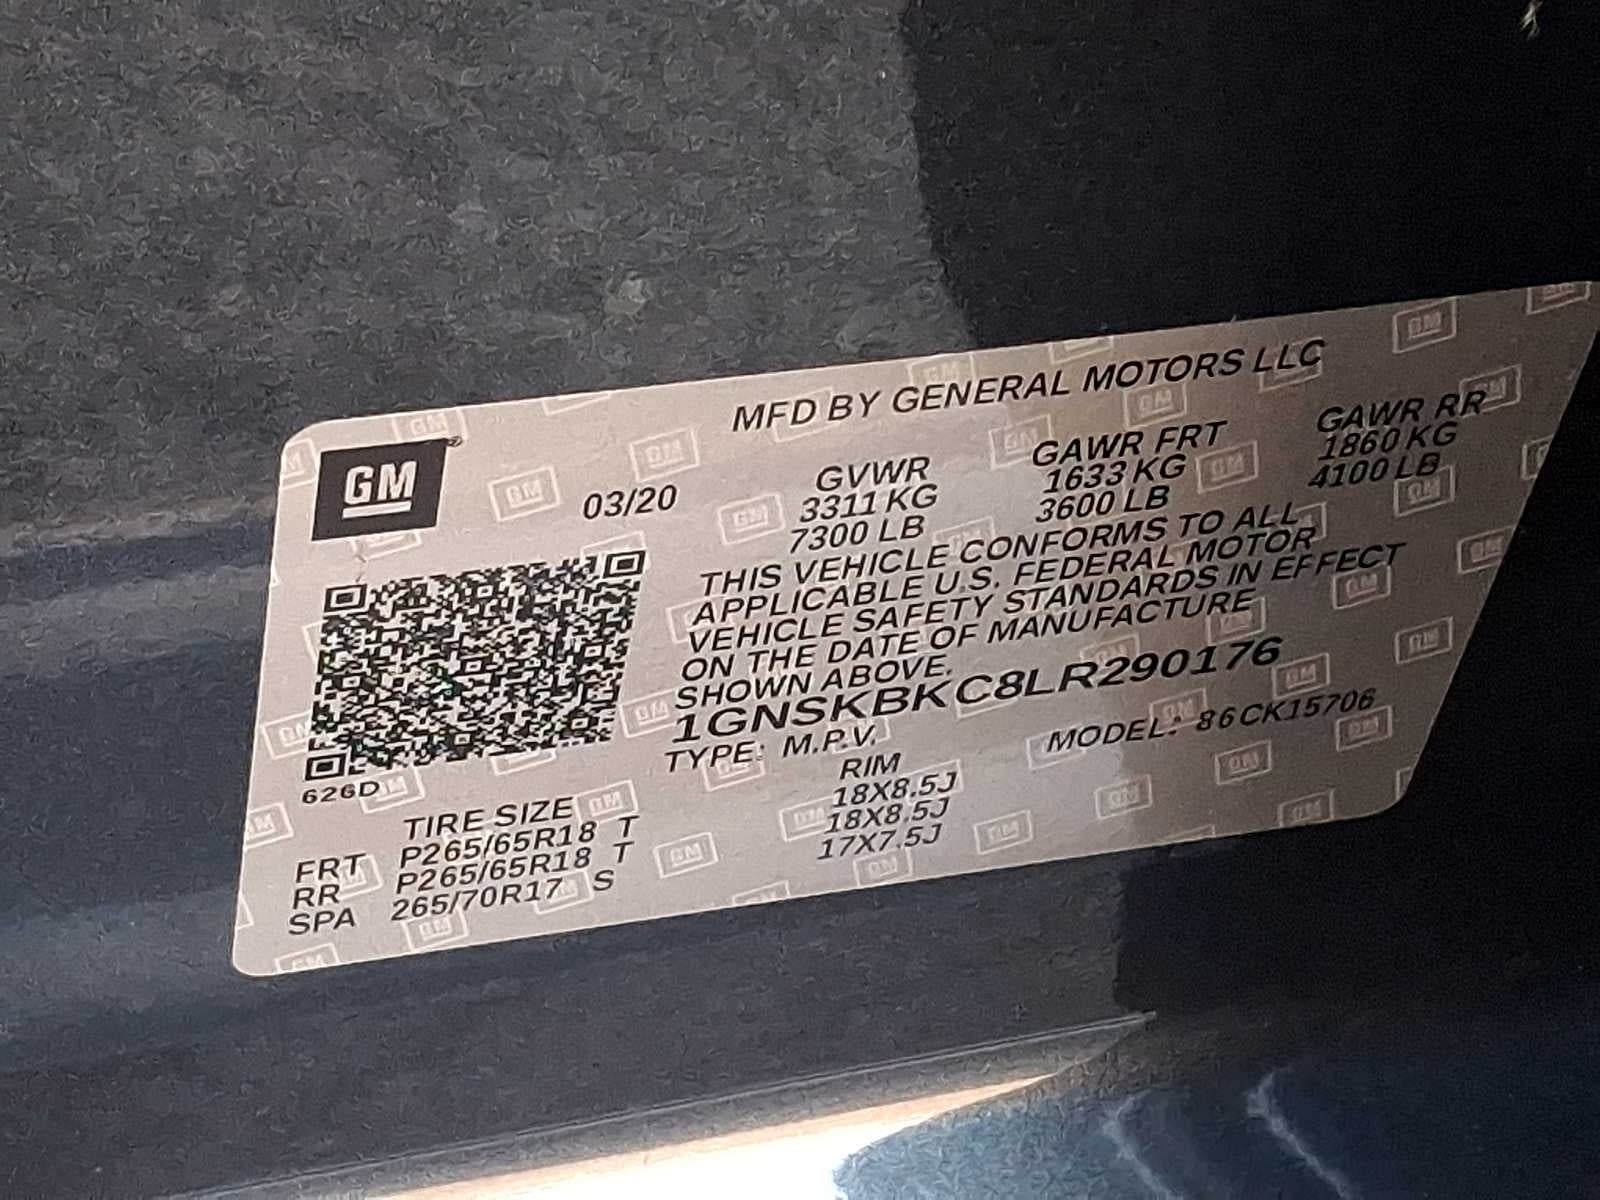 MFD BY GENERAL MOTORS LLC
GM
03/20
GVWR GAWR FRT GAWR RR
3311 KG 1633 KG 1860 KG
7300 LB 3600 LB 4100 LB
THIS VEHICLE CONFORMS TO ALL
APPLICABLE U.S. FEDERAL MOTOR
VEHICLE SAFETY STANDARDS IN EFFECT
ON THE DATE OF MANUFACTURE
SHOWN ABOVE.
1GNSKBKC8LR290176
TYPE: M.P.V. MODEL: 86CK15706
626D
TIRE SIZE RIM
FRT P265/65R18 T 18X8.5J
RR P265/65R18 T 18X8.5J
SPA 265/70R17 S 17X7.5J